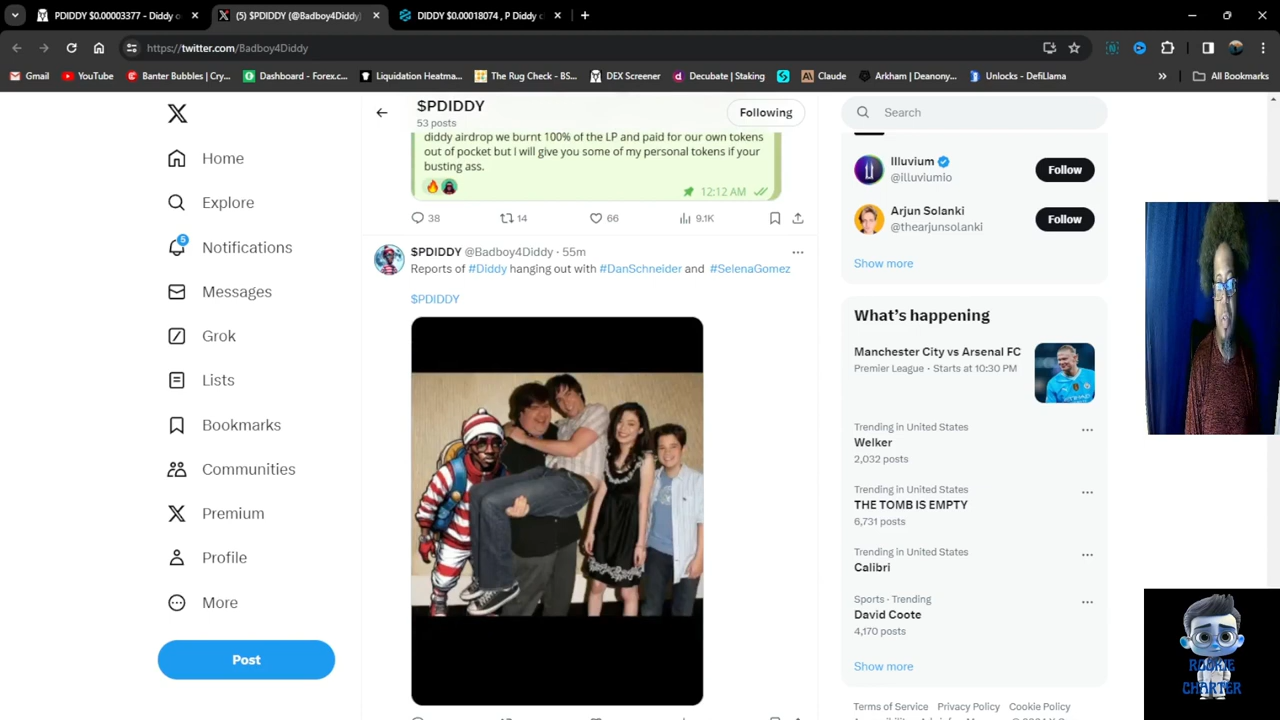 PDIDDY $0.00003377 - Diddy o
(5) $PDIDDY (@Badboy4Diddy)
DIDDY $0.00018074 , P Diddy c
https://twitter.com/Badboy4Diddy
Gmail
YouTube
Banter Bubbles | Cry...
Dashboard - Forex.c...
Liquidation Heatma...
The Rug Check - BS...
DEX Screener
Decubate | Staking
Claude
Arkham | Deanony...
Unlocks - DefiLlama
All Bookmarks
Home
Explore
5
Notifications
Messages
Grok
Lists
Bookmarks
Communities
Premium
Profile
More
Post
$PDIDDY
53 posts
Following
diddy airdrop we burnt 100% of the LP and paid for our own tokens
out of pocket but I will give you some of my personal tokens if your
busting ass.
12:12 AM
38
14
66
9.1K
$PDIDDY @Badboy4Diddy · 55m
Reports of #Diddy hanging out with #DanSchneider and #SelenaGomez
$PDIDDY
Search
Illuvium
@illuviumio
Follow
Arjun Solanki
@thearjunsolanki
Follow
Show more
What's happening
Manchester City vs Arsenal FC
Premier League · Starts at 10:30 PM
Trending in United States
Welker
2,032 posts
Trending in United States
THE TOMB IS EMPTY
6,731 posts
Trending in United States
Calibri
Sports · Trending
David Coote
4,170 posts
Show more
Terms of Service Privacy Policy Cookie Policy
ROOKIE
CHARTER